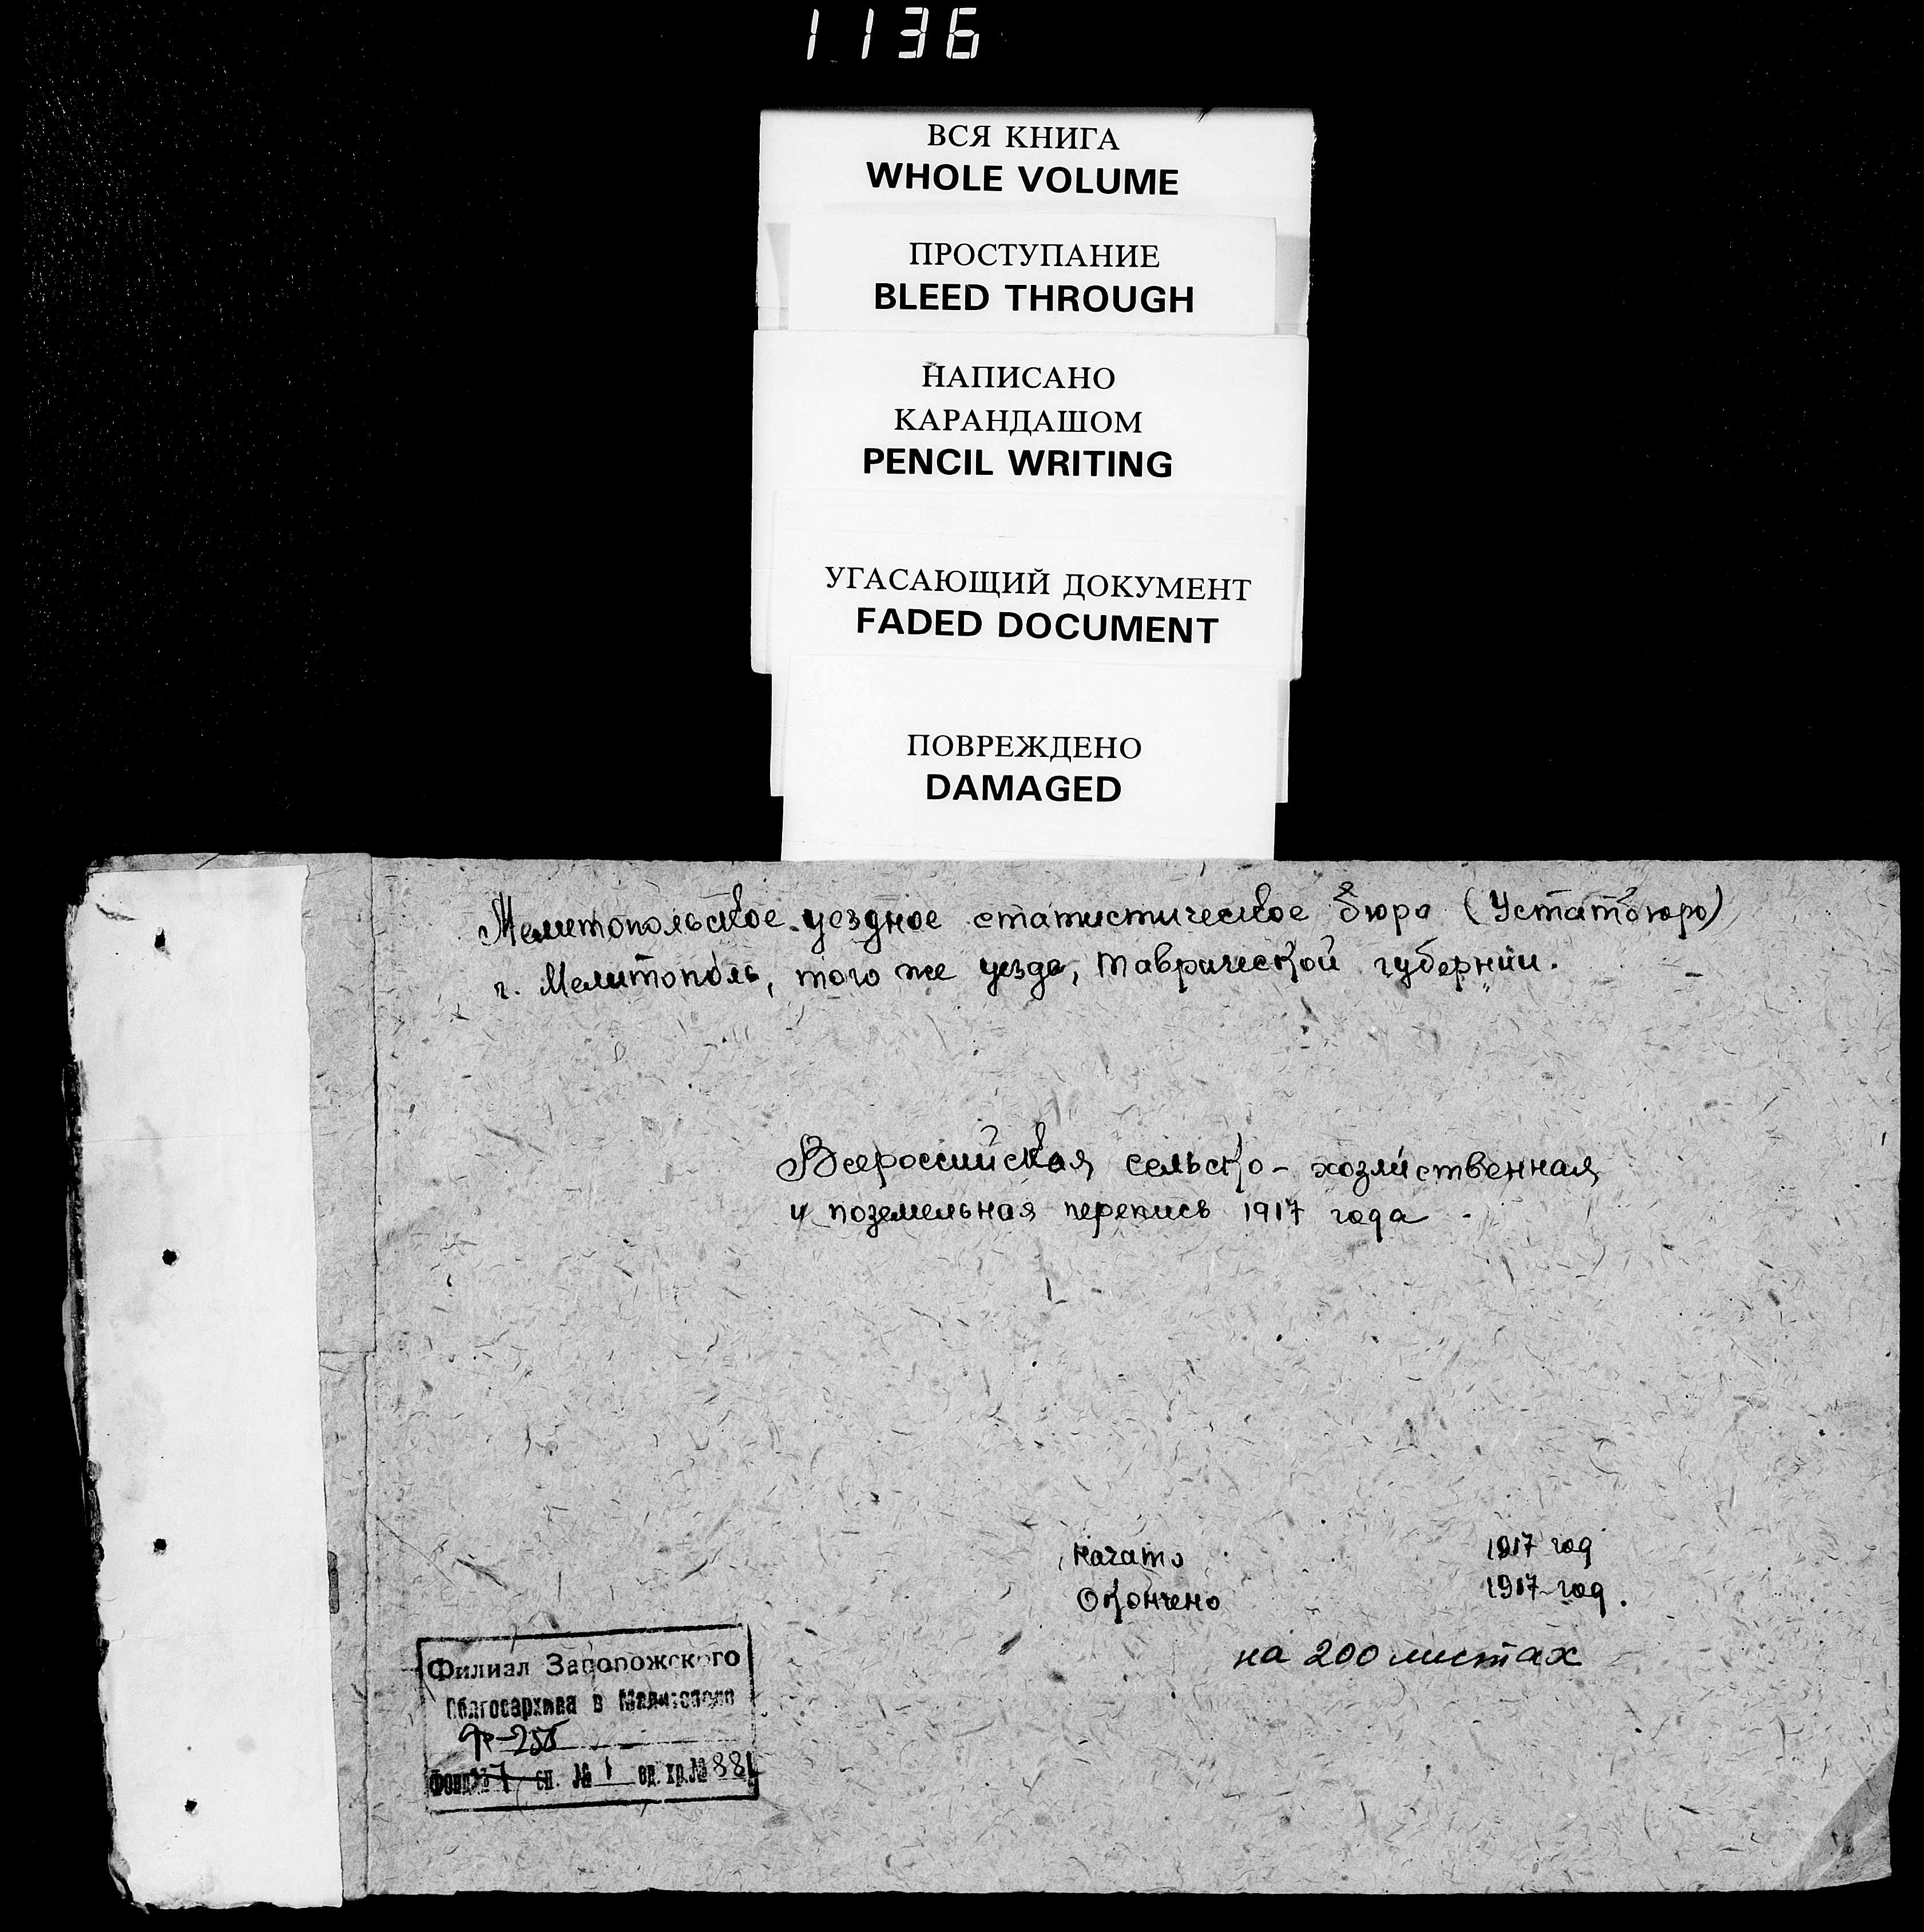 1136
ВСЯ КНИГА
WHOLE VOLUME
ПРОСТУПАНИЕ
BLEED THROUGH
НАПИСАНО
КАРАНДАШОМ
PENCIL WRITING
УГАСАЮЩИЙ ДОКУМЕНТ
FADED DOCUMENT
ПОВРЕЖДЕНО
DAMAGED
Мелитопольское уездное статистическое бюро (Устатбюро)
г. Мелитополь, того же уезда, Таврической губернии.
Всероссийская сельско-хозяйственная
и поземельная перепись 1917 года
Начато 1917 год
Окончено 1917 год.
на 200 листах
Филиал Запорожского
Облгосархива в Мелитополе
Фонд № оп. № 1 ед. хр. № 881